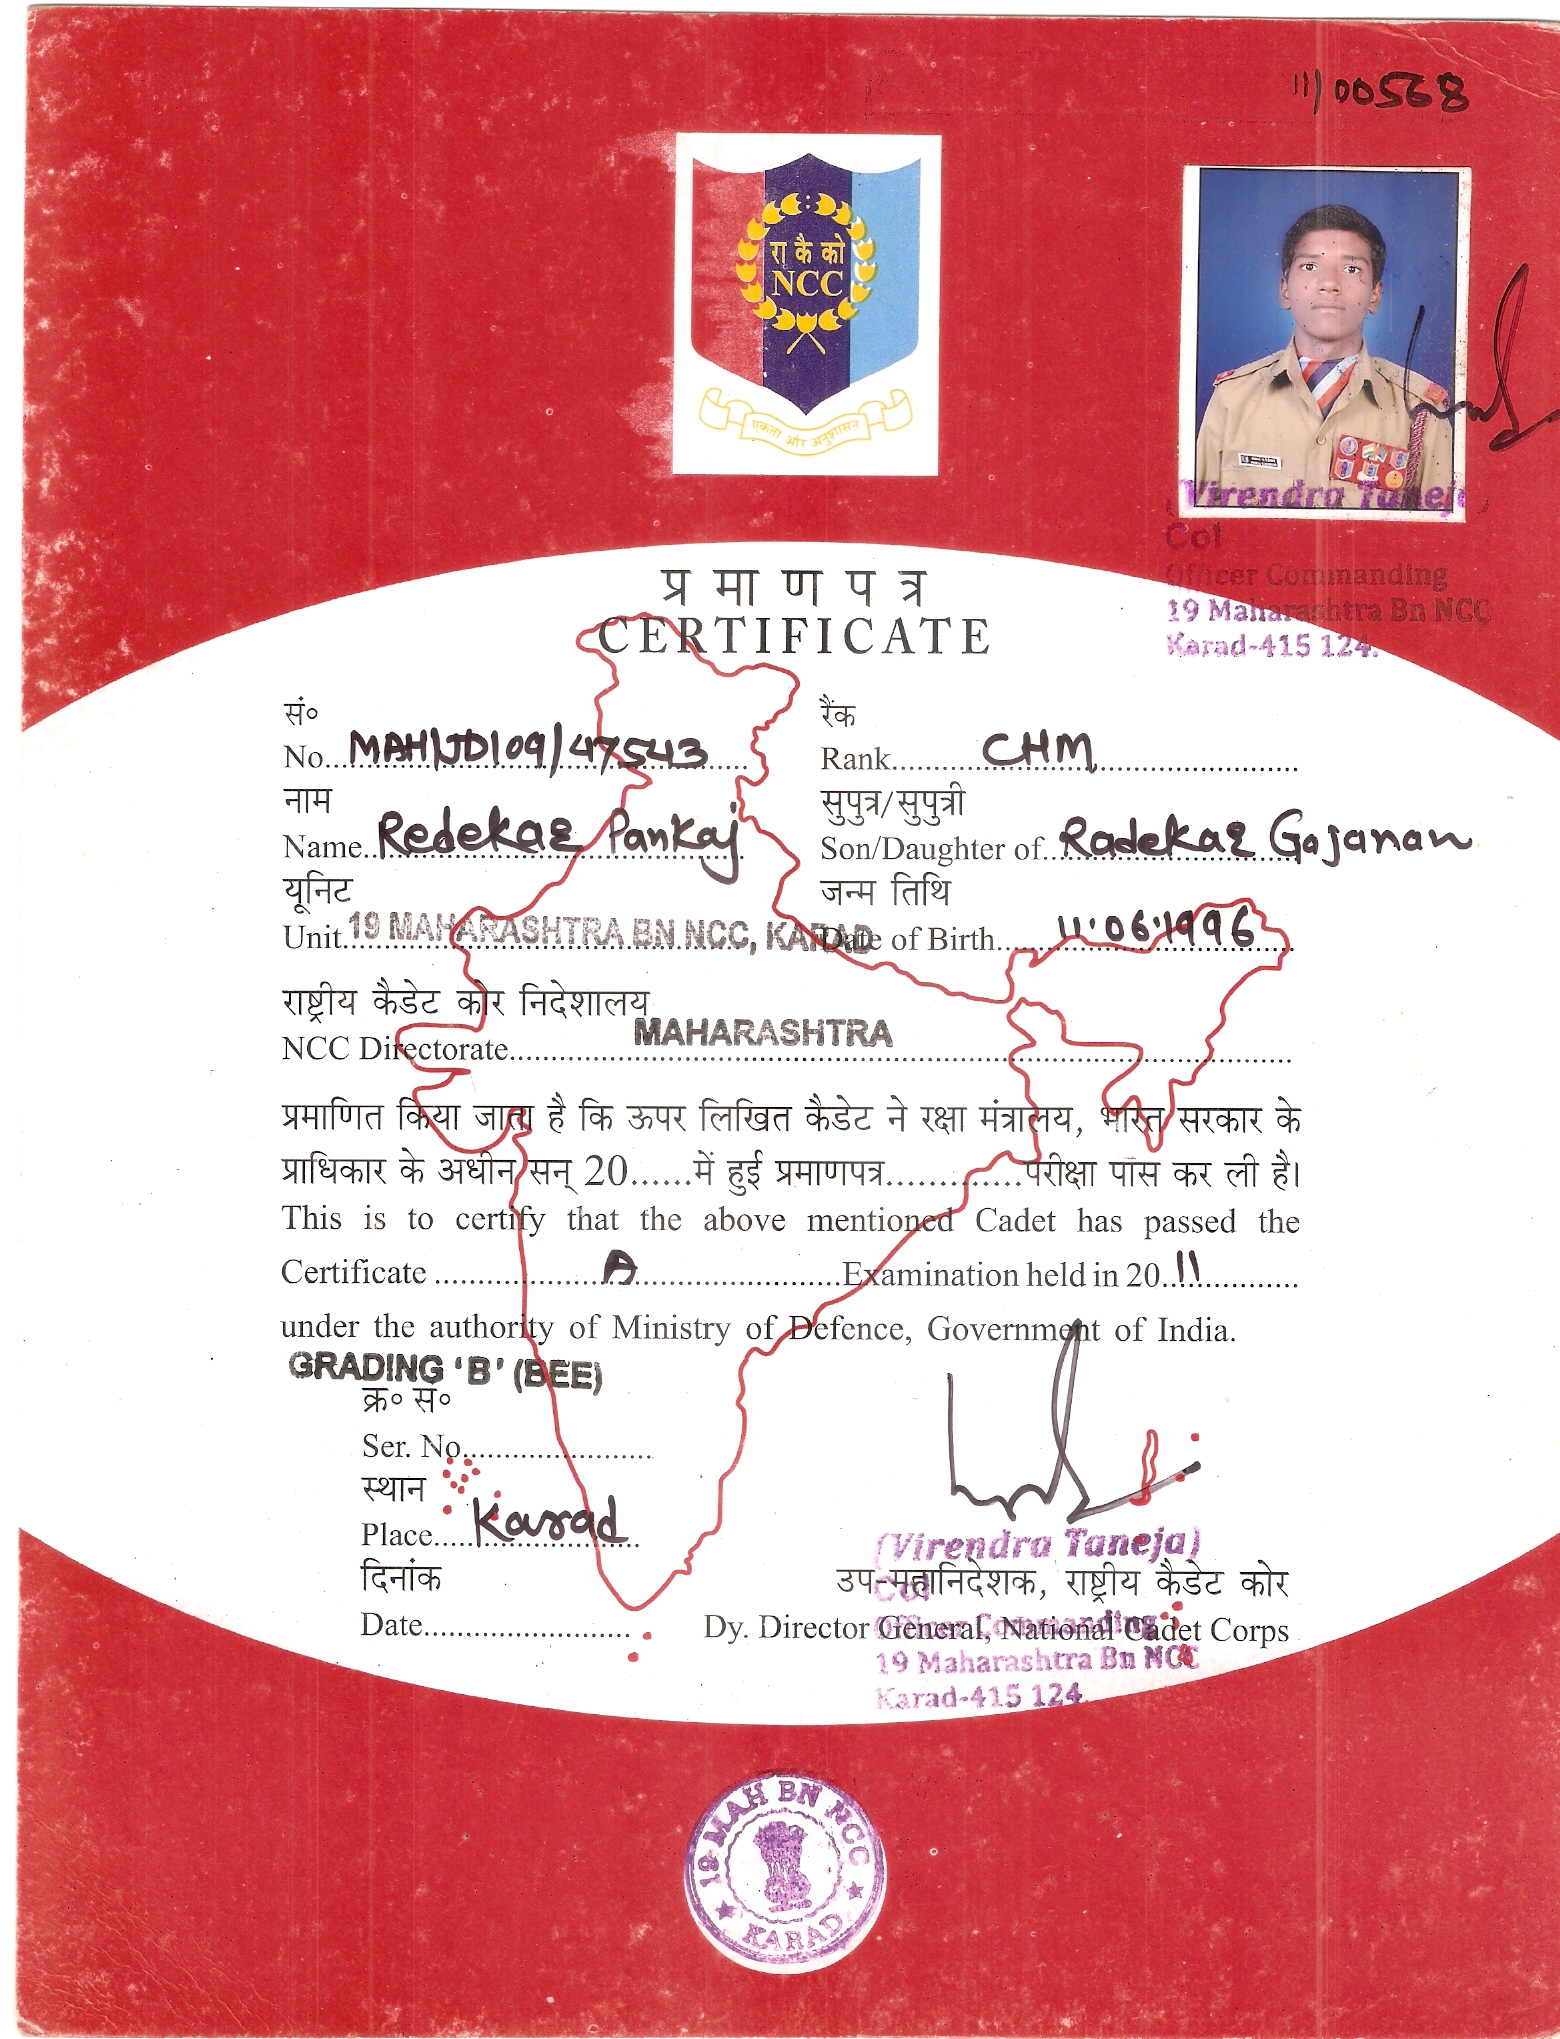 11/00568
रा कै को
NCC
एकता और अनुशासन
(Virendra Taneja)
Col
Officer Commanding
19 Maharashtra Bn NCC
Karad-415 124.
प्रमाणपत्र
CERTIFICATE
सं०
No. MAH/JD/09/47543
रैंक
Rank CHM
नाम
Name Redekar Pankaj
सुपुत्र/सुपुत्री
Son/Daughter of Radekar Gajanan
यूनिट
Unit 19 MAHARASHTRA BN NCC, KARAD
जन्म तिथि
Date of Birth 11.06.1996
राष्ट्रीय कैडेट कोर निदेशालय
NCC Directorate MAHARASHTRA
प्रमाणित किया जाता है कि ऊपर लिखित कैडेट ने रक्षा मंत्रालय, भारत सरकार के
प्राधिकार के अधीन सन् 20......में हुई प्रमाणपत्र.............परीक्षा पास कर ली है।
This is to certify that the above mentioned Cadet has passed the
Certificate A Examination held in 2011
under the authority of Ministry of Defence, Government of India.
GRADING 'B' (BEE)
क्र० सं०
Ser. No.
स्थान
Place Karad
दिनांक
Date
(Virendra Taneja)
Col
Officer Commanding
19 Maharashtra Bn NCC
Karad-415 124
उप-महानिदेशक, राष्ट्रीय कैडेट कोर
Dy. Director General, National Cadet Corps
19 MAH BN NCC
KARAD